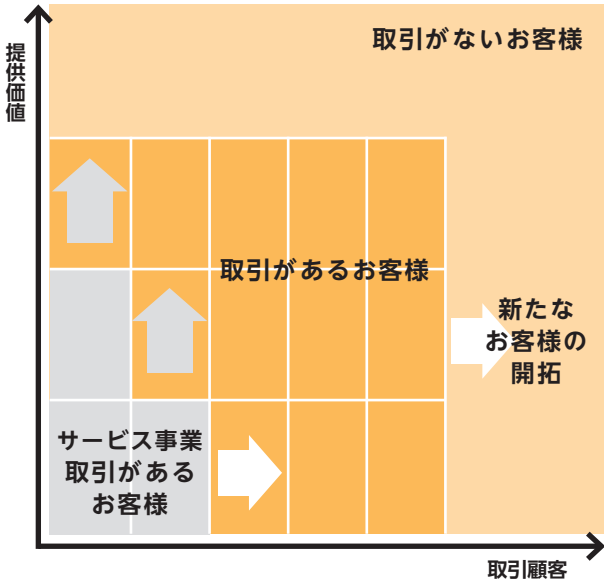 提供価値
取引がないお客様
取引があるお客様
新たな
お客様の
開拓
サービス事業
取引がある
お客様
取引顧客